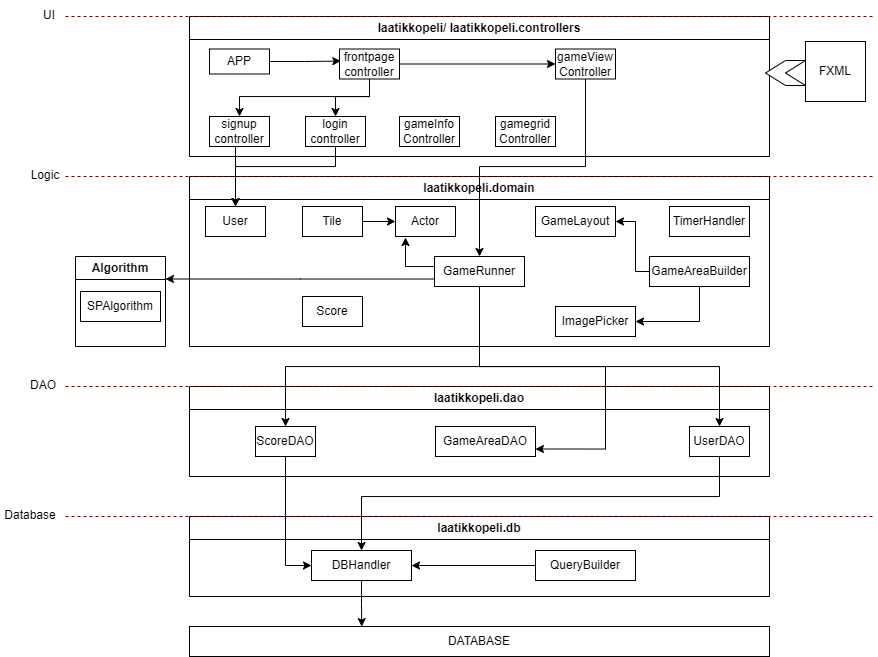 UI
laatikkopeli/ laatikkopeli.controllers
APP
frontpage
controller
gameView
Controller
FXML
signup
controller
login
controller
gameInfo
Controller
gamegrid
Controller
Logic
laatikkopeli.domain
User
Tile
Actor
GameLayout
TimerHandler
Algorithm
SPAlgorithm
GameRunner
GameAreaBuilder
Score
ImagePicker
DAO
laatikkopeli.dao
ScoreDAO
GameAreaDAO
UserDAO
Database
laatikkopeli.db
DBHandler
QueryBuilder
DATABASE